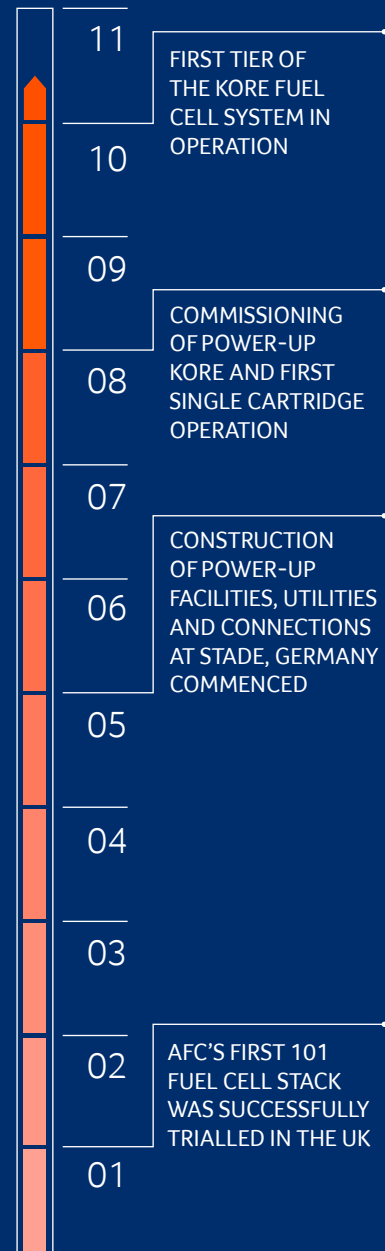 11
FIRST TIER OF
THE KORE FUEL
CELL SYSTEM IN
OPERATION
10
09
COMMISSIONING
OF POWER-UP
KORE AND FIRST
SINGLE CARTRIDGE
OPERATION
08
07
CONSTRUCTION
OF POWER-UP
FACILITIES, UTILITIES
AND CONNECTIONS
AT STADE, GERMANY
COMMENCED
06
05
04
03
02
AFC'S FIRST 101
FUEL CELL STACK
WAS SUCCESSFULLY
TRIALLED IN THE UK
01